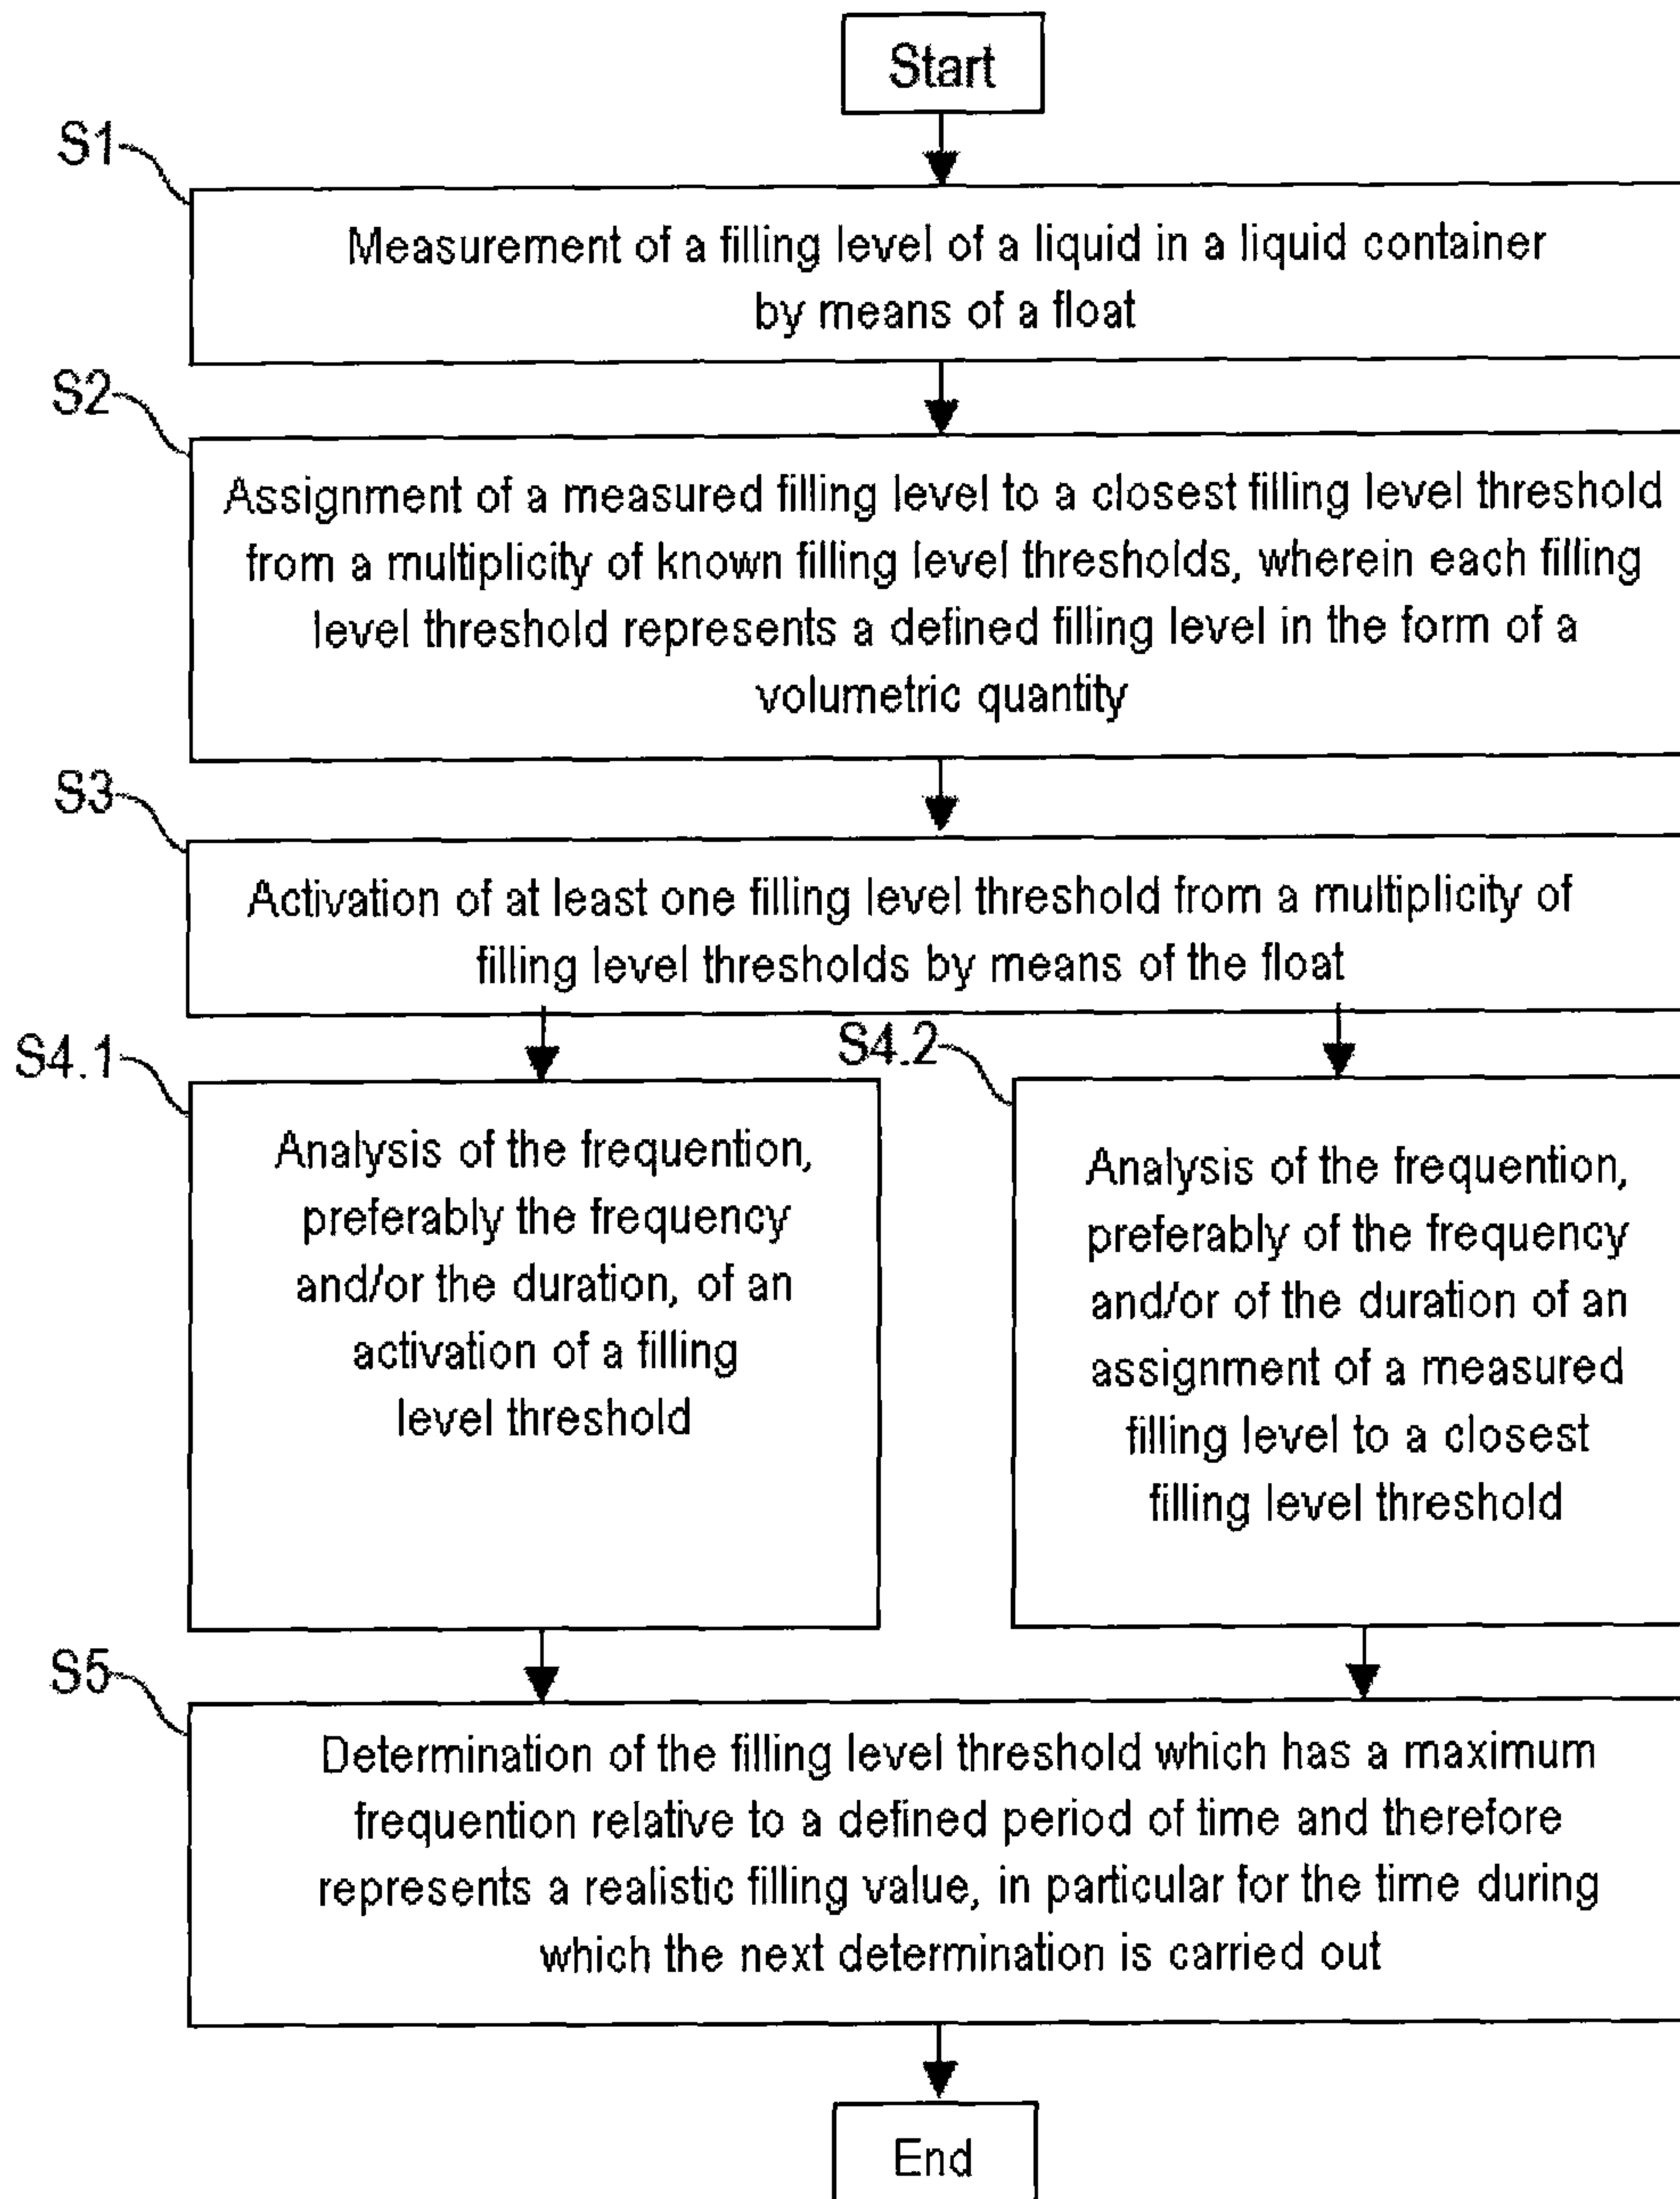 Start
S1
Measurement of a filling level of a liquid in a liquid container
by means of a float
S2
Assignment of a measured filling level to a closest filling level threshold
from a multiplicity of known filling level thresholds, wherein each filling
level threshold represents a defined filling level in the form of a
volumetric quantity
S3
Activation of at least one filling level threshold from a multiplicity of
filling level thresholds by means of the float
S4.1
Analysis of the frequention,
preferably the frequency
and/or the duration, of an
activation of a filling
level threshold
S4.2
Analysis of the frequention,
preferably of the frequency
and/or of the duration of an
assignment of a measured
filling level to a closest
filling level threshold
S5
Determination of the filling level threshold which has a maximum
frequention relative to a defined period of time and therefore
represents a realistic filling value, in particular for the time during
which the next determination is carried out
End